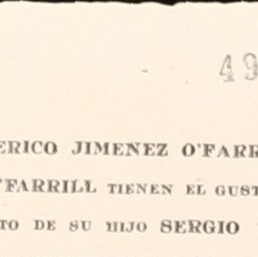 49
ERICO JIMENEZ O'FARR
'FARRILL TIENEN EL GUST
TO DE SU HIJO SERGIO